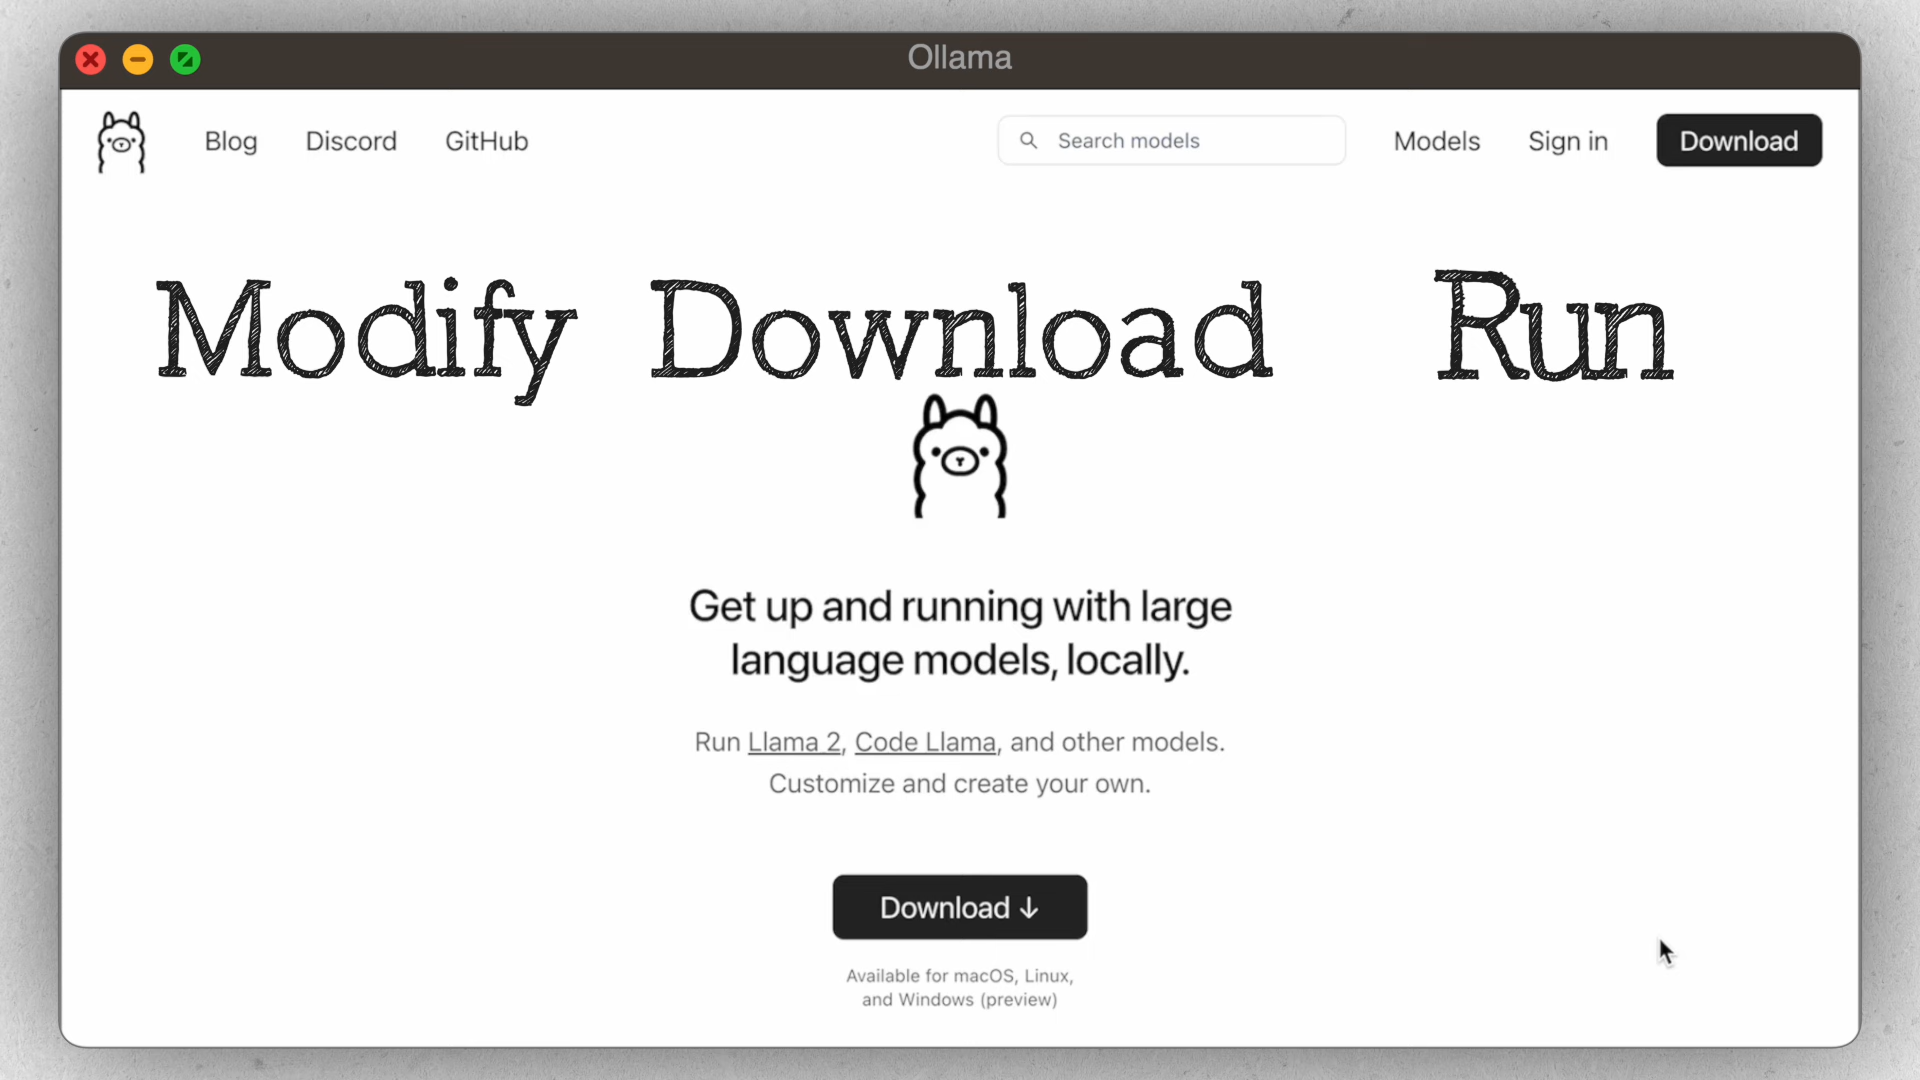 Ollama
Blog Discord GitHub Search models Models Sign in Download
Modify Download Run
Get up and running with large
language models, locally.
Run Llama 2, Code Llama, and other models.
Customize and create your own.
Download ↓
Available for macOS, Linux,
and Windows (preview)